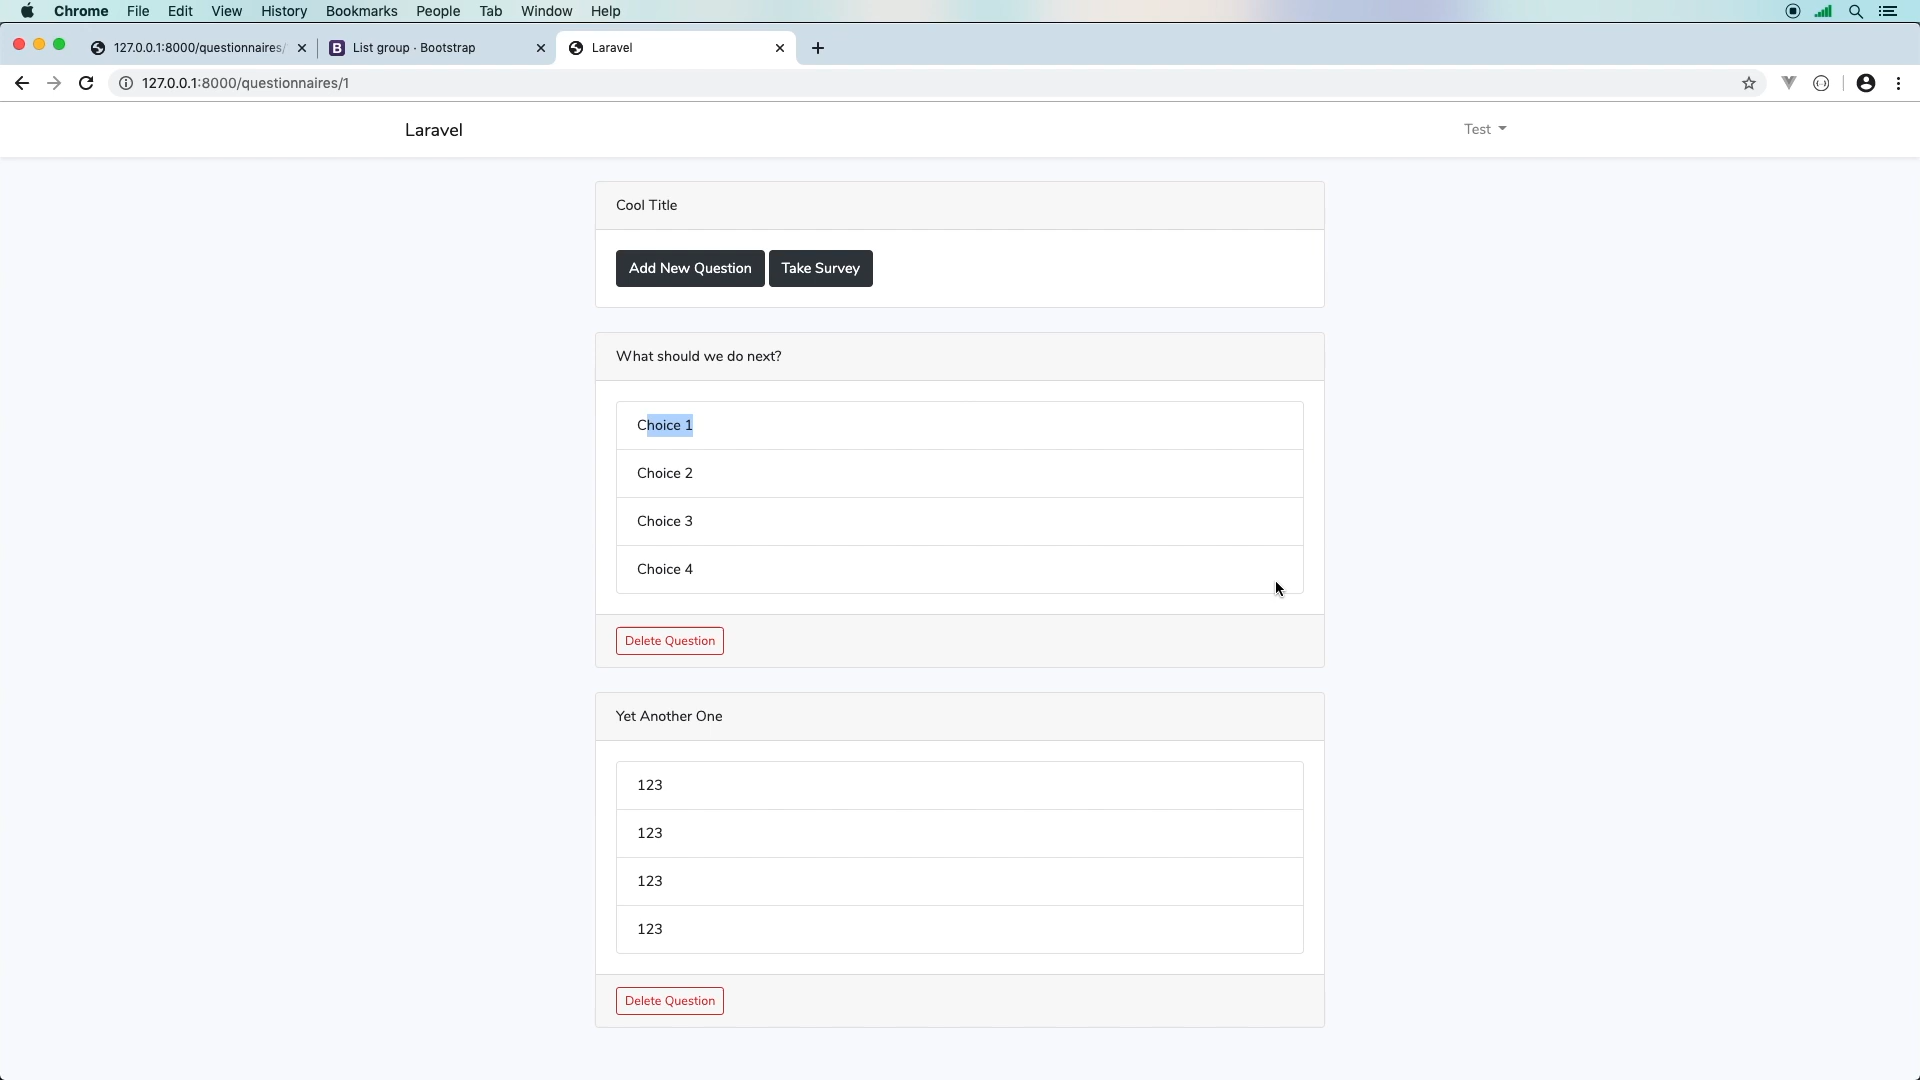 Chrome File Edit View History Bookmarks People Tab Window Help
127.0.0.1:8000/questionnaires/
B List group · Bootstrap
Laravel
127.0.0.1:8000/questionnaires/1
Laravel
Test
Cool Title
Add New Question Take Survey
What should we do next?
Choice 1
Choice 2
Choice 3
Choice 4
Delete Question
Yet Another One
123
123
123
123
Delete Question